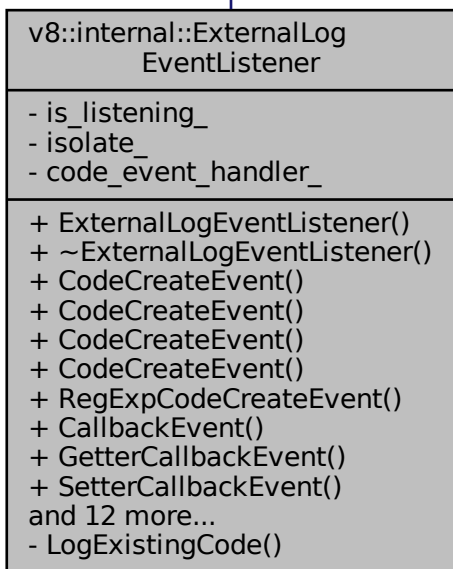 v8::internal::ExternalLog
EventListener
- is_listening_
- isolate_
- code_event_handler_
+ ExternalLogEventListener()
+ ~ExternalLogEventListener()
+ CodeCreateEvent()
+ CodeCreateEvent()
+ CodeCreateEvent()
+ CodeCreateEvent()
+ RegExpCodeCreateEvent()
+ CallbackEvent()
+ GetterCallbackEvent()
+ SetterCallbackEvent()
and 12 more...
- LogExistingCode()